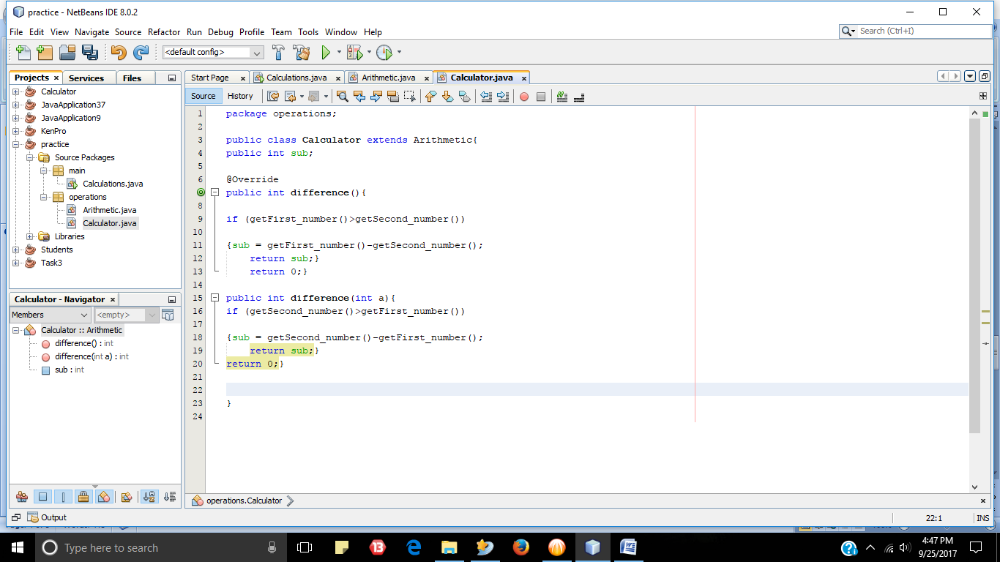 practice - NetBeans IDE 8.0.2
File Edit View Navigate Source Refactor Run Debug Profile Team Tools Window Help
Search (Ctrl+I)
<default config>
Projects Services Files
Calculator
JavaApplication37
JavaApplication9
KenPro
practice
Source Packages
main
Calculations.java
operations
Arithmetic.java
Calculator.java
Libraries
Students
Task3
Calculator - Navigator
Members <empty>
Calculator :: Arithmetic
difference() : int
difference(int a) : int
sub : int
Start Page Calculations.java Arithmetic.java Calculator.java
Source History
1 package operations;
2
3 public class Calculator extends Arithmetic{
4 public int sub;
5
6 @Override
7 public int difference(){
8
9 if (getFirst_number()>getSecond_number())
10
11 {sub = getFirst_number()-getSecond_number();
12 return sub;}
13 return 0;}
14
15 public int difference(int a){
16 if (getSecond_number()>getFirst_number())
17
18 {sub = getSecond_number()-getFirst_number();
19 return sub;}
20 return 0;}
21
22
23 }
24
operations.Calculator
Output
22:1 INS
Type here to search
13
4:47 PM
9/25/2017